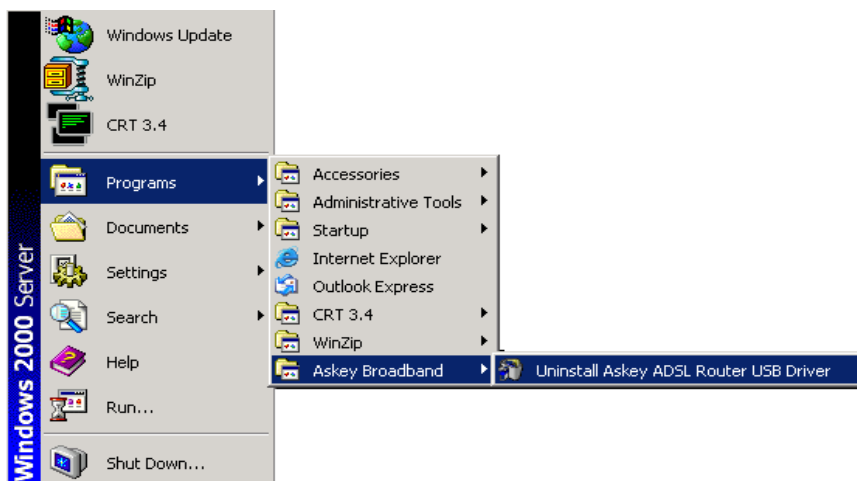 Windows Update
WinZip
CRT 3.4
Programs
Documents
Settings
Search
Help
Run...
Shut Down...
Windows 2000 Server
Accessories
Administrative Tools
Startup
Internet Explorer
Outlook Express
CRT 3.4
WinZip
Askey Broadband
Uninstall Askey ADSL Router USB Driver